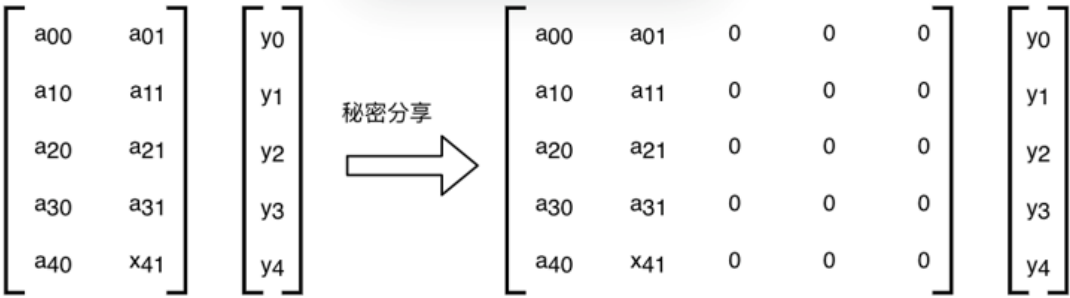 a00 a01 y0 a00 a01 0 0 0 y0
a10 a11 y1 a10 a11 0 0 0 y1
秘密分享
a20 a21 y2 a20 a21 0 0 0 y2
a30 a31 y3 a30 a31 0 0 0 y3
a40 x41 y4 a40 x41 0 0 0 y4